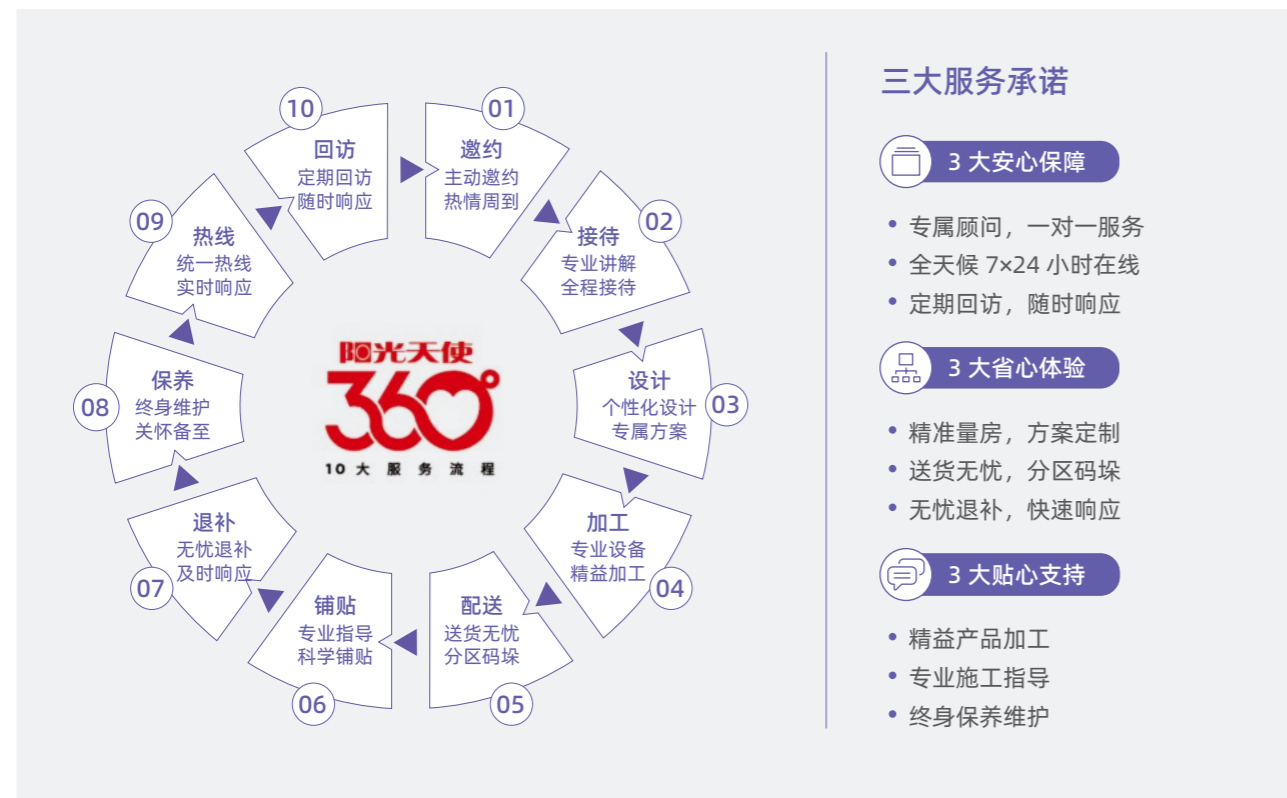 01
邀约
主动邀约
热情周到
02
接待
专业讲解
全程接待
03
设计
个性化设计
专属方案
04
加工
专业设备
精益加工
05
配送
送货无忧
分区码垛
06
铺贴
专业指导
科学铺贴
07
退补
无忧退补
及时响应
08
保养
终身维护
关怀备至
09
热线
统一热线
实时响应
10
回访
定期回访
随时响应
阳光天使
360°
10大服务流程
三大服务承诺
3 大安心保障
• 专属顾问，一对一服务
• 全天候 7×24 小时在线
• 定期回访，随时响应
3 大省心体验
• 精准量房，方案定制
• 送货无忧，分区码垛
• 无忧退补，快速响应
3 大贴心支持
• 精益产品加工
• 专业施工指导
• 终身保养维护